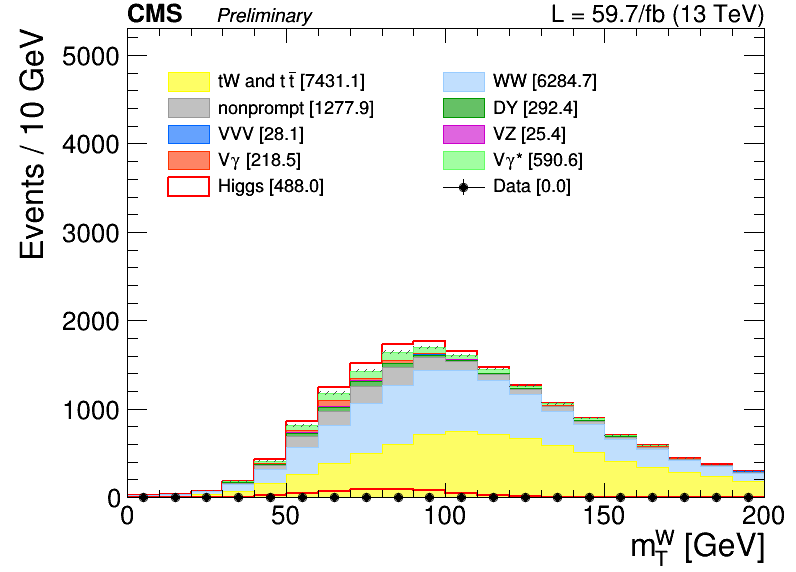 CMS Preliminary L = 59.7/fb (13 TeV)
Events / 10 GeV
5000
4000
3000
2000
1000
0
tW and tt̅ [7431.1] WW [6284.7]
nonprompt [1277.9] DY [292.4]
VVV [28.1] VZ [25.4]
Vγ [218.5] Vγ* [590.6]
Higgs [488.0] Data [0.0]
0 50 100 150 200
m_T^W [GeV]